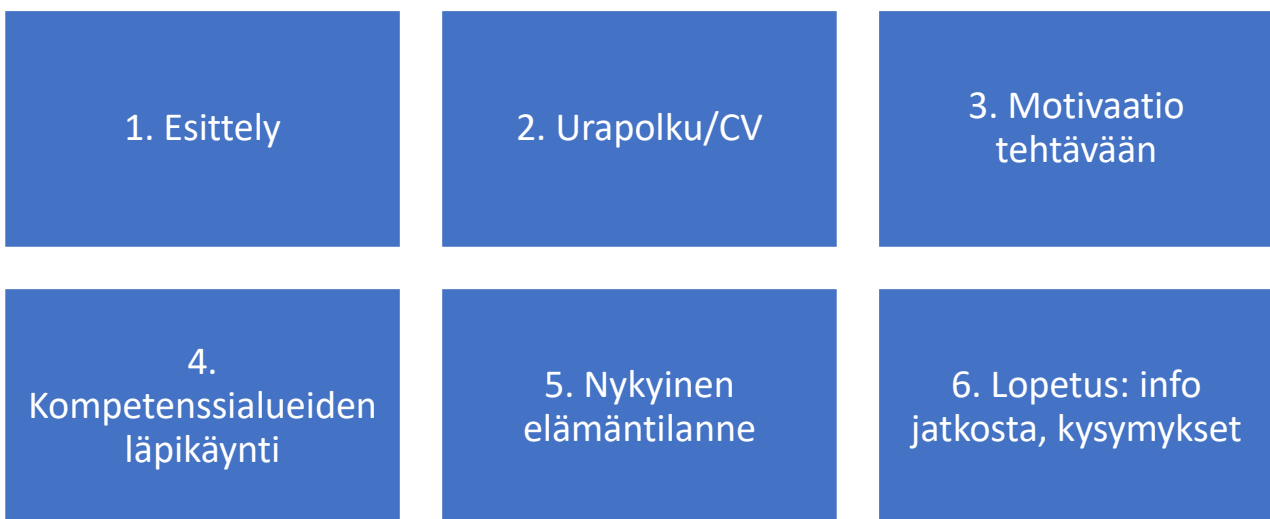 1. Esittely
2. Urapolku/CV
3. Motivaatio
tehtävään
4.
Kompetenssialueiden
läpikäynti
5. Nykyinen
elämäntilanne
6. Lopetus: info
jatkosta, kysymykset